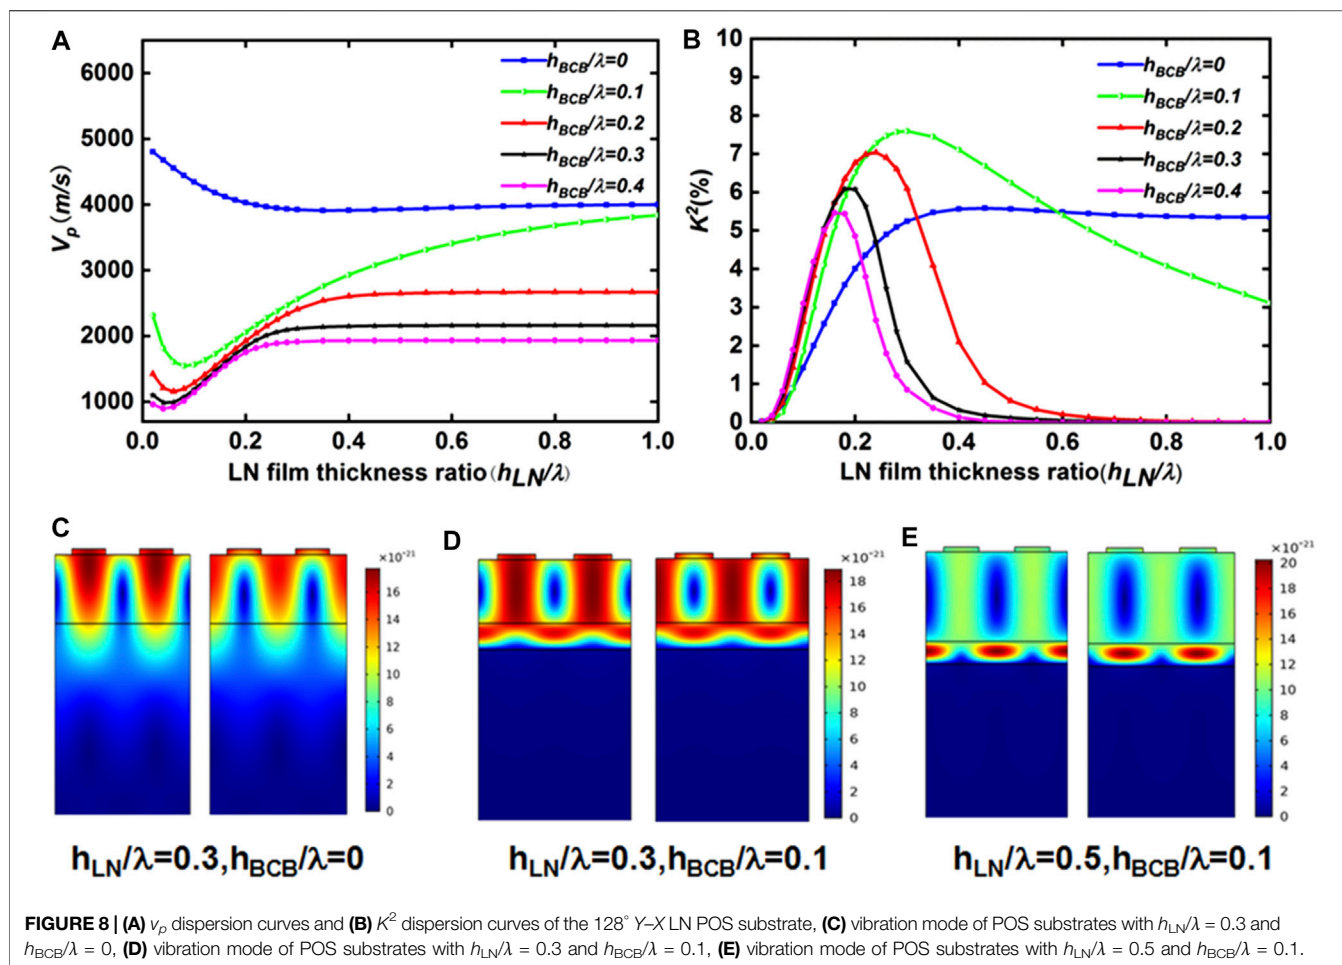 A
6000
5000
4000
3000
2000
1000
V_p (m/s)
0.0 0.2 0.4 0.6 0.8 1.0
LN film thickness ratio(h_LN/λ)
h_BCB/λ=0
h_BCB/λ=0.1
h_BCB/λ=0.2
h_BCB/λ=0.3
h_BCB/λ=0.4
B
10
9
8
7
6
5
4
3
2
1
0
K²(%)
0.0 0.2 0.4 0.6 0.8 1.0
LN film thickness ratio(h_LN/λ)
h_BCB/λ=0
h_BCB/λ=0.1
h_BCB/λ=0.2
h_BCB/λ=0.3
h_BCB/λ=0.4
C
×10⁻²¹
16
14
12
10
8
6
4
2
0
h_LN/λ=0.3,h_BCB/λ=0
D
×10⁻²¹
18
16
14
12
10
8
6
4
2
0
h_LN/λ=0.3,h_BCB/λ=0.1
E
×10⁻²¹
20
18
16
14
12
10
8
6
4
2
0
h_LN/λ=0.5,h_BCB/λ=0.1
FIGURE 8 | (A) v_p dispersion curves and (B) K² dispersion curves of the 128° Y–X LN POS substrate, (C) vibration mode of POS substrates with h_LN/λ = 0.3 and
h_BCB/λ = 0, (D) vibration mode of POS substrates with h_LN/λ = 0.3 and h_BCB/λ = 0.1, (E) vibration mode of POS substrates with h_LN/λ = 0.5 and h_BCB/λ = 0.1.